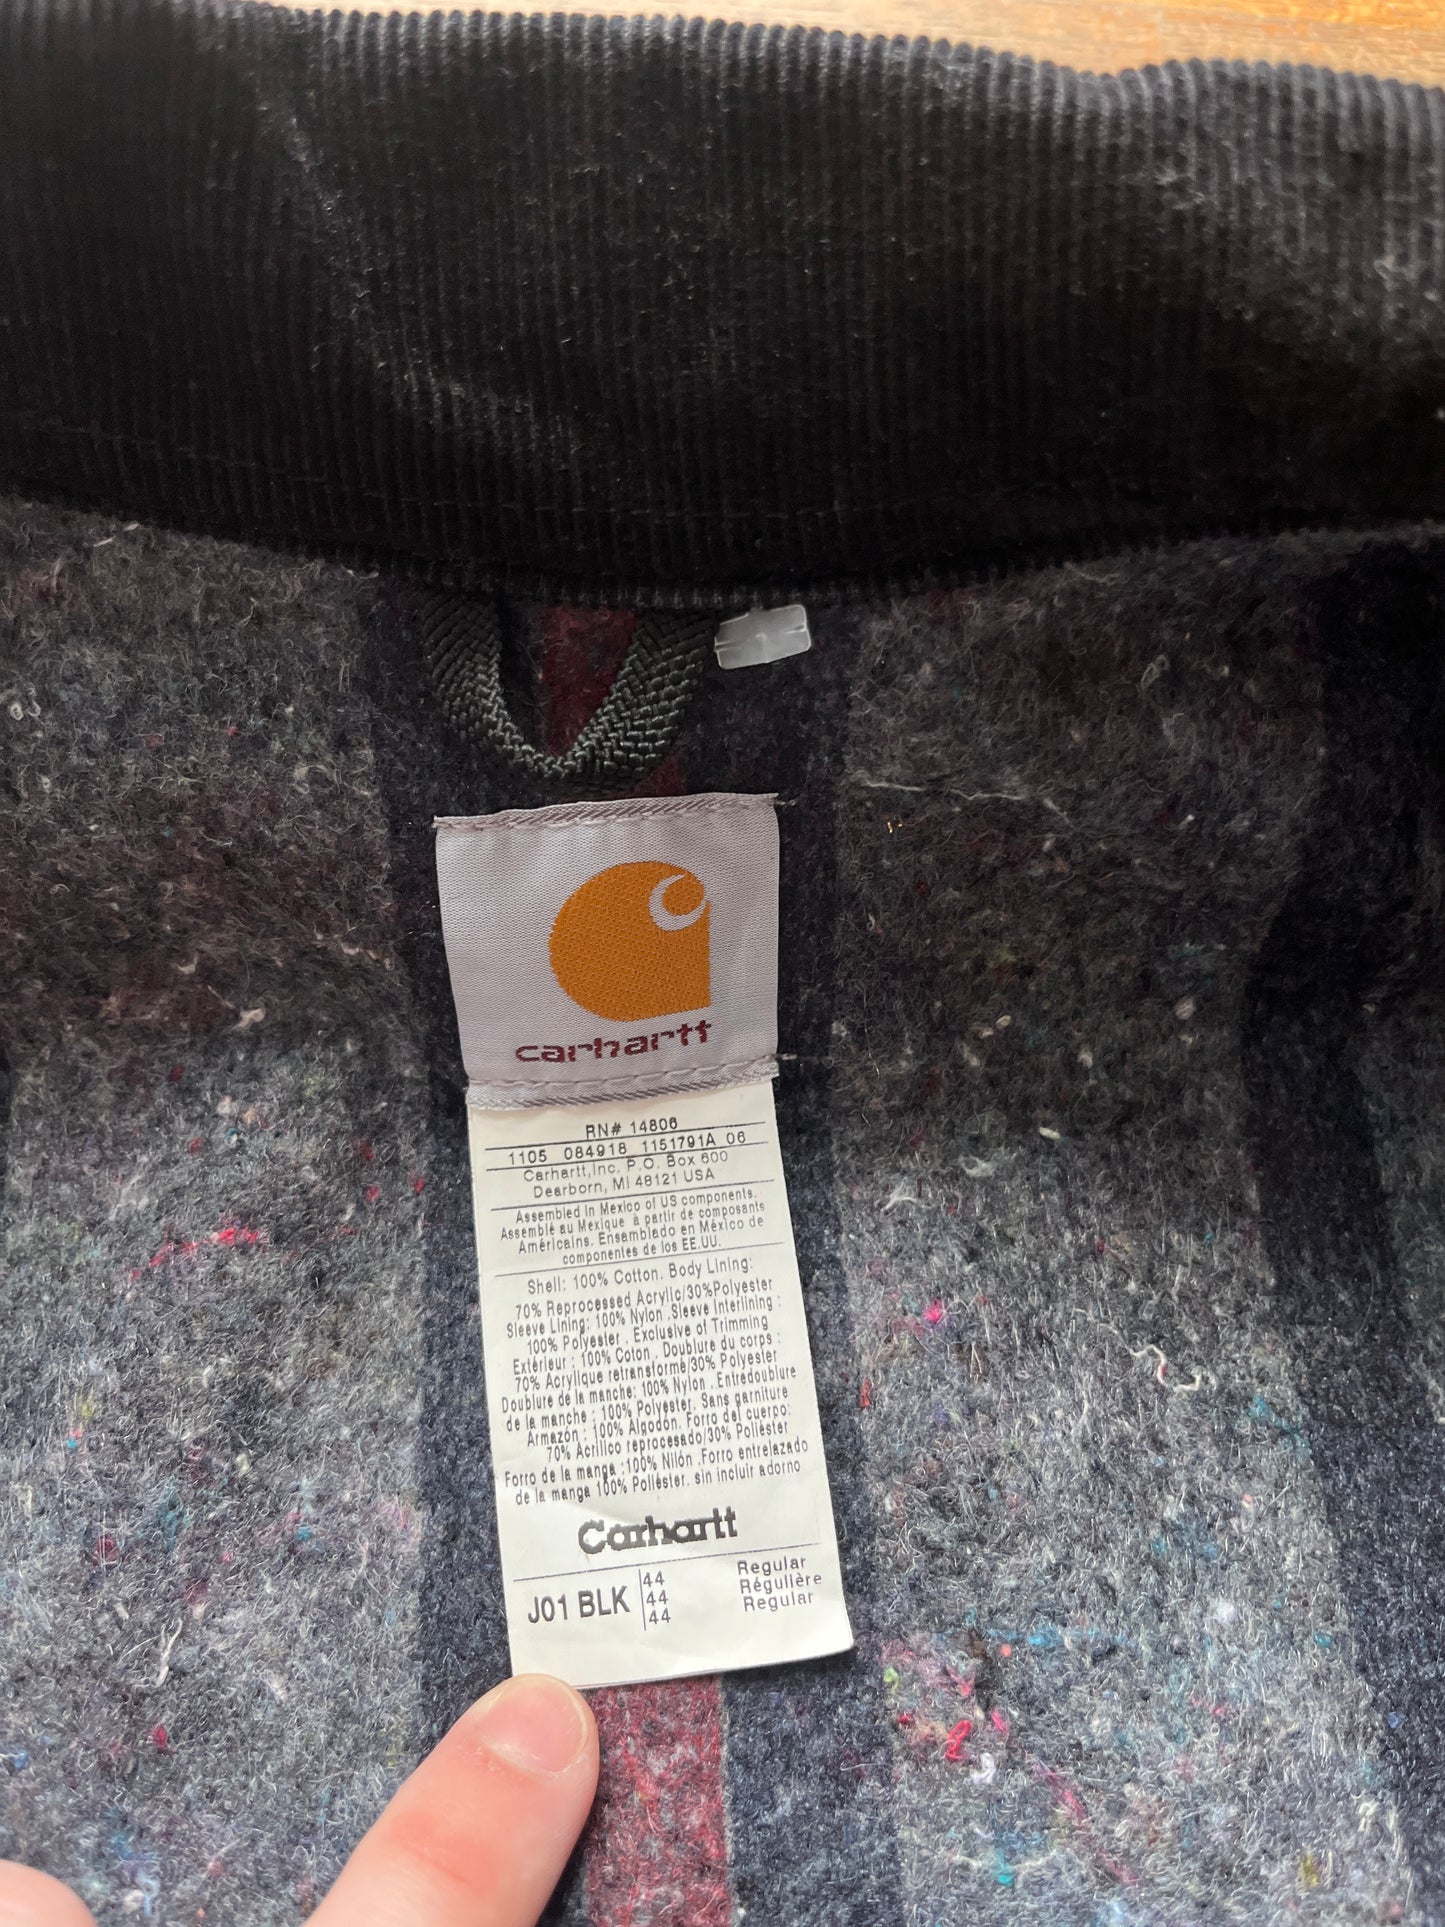 carhartt
RN# 14806
1105 084918 1151791A 06
Carhartt,Inc. P.O. Box 600
Dearborn, MI 48121 USA
Assembled in Mexico of US components.
Assemblé au Mexique à partir de composants
Américains. Ensamblado en México de
componentes de los EE.UU.
Shell: 100% Cotton. Body Lining:
70% Reprocessed Acrylic/30%Polyester
Sleeve Lining: 100% Nylon .Sleeve Interlining :
100% Polyester . Exclusive of Trimming
Extérieur : 100% Coton . Doublure du corps :
70% Acrylique retransformé/30% Polyester
Doublure de la manche: 100% Nylon . Entrédoublure
de la manche : 100% Polyester. Sans garniture
Armazón : 100% Algodón. Forro del cuerpo:
70% Acrilico reprocesado/30% Poliéster
Forro de la manga :100% Nilón .Forro entrelazado
de la manga 100% Poliéster. sin incluir adorno
Carhartt
J01 BLK 44 Regular
44 Régulière
44 Regular